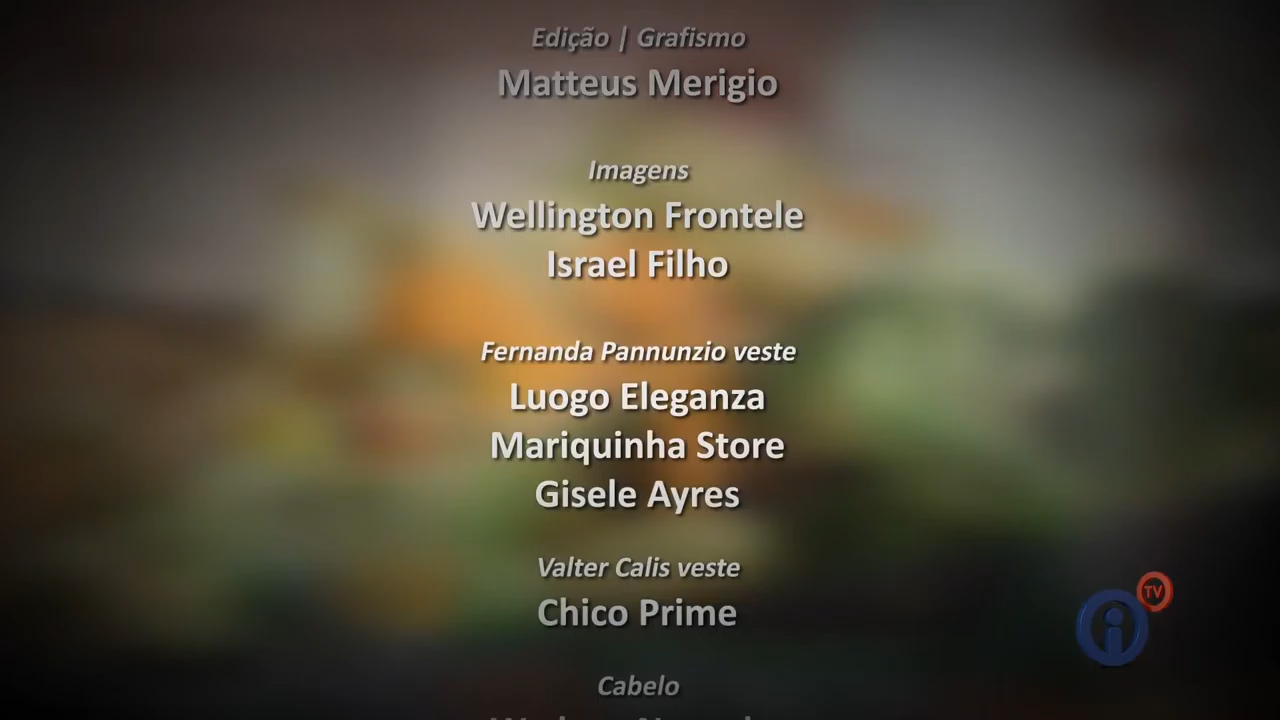 Edição | Grafismo
Matteus Merigio
Imagens
Wellington Frontele
Israel Filho
Fernanda Pannunzio veste
Luogo Eleganza
Mariquinha Store
Gisele Ayres
Valter Calis veste
Chico Prime
TV
i
Cabelo